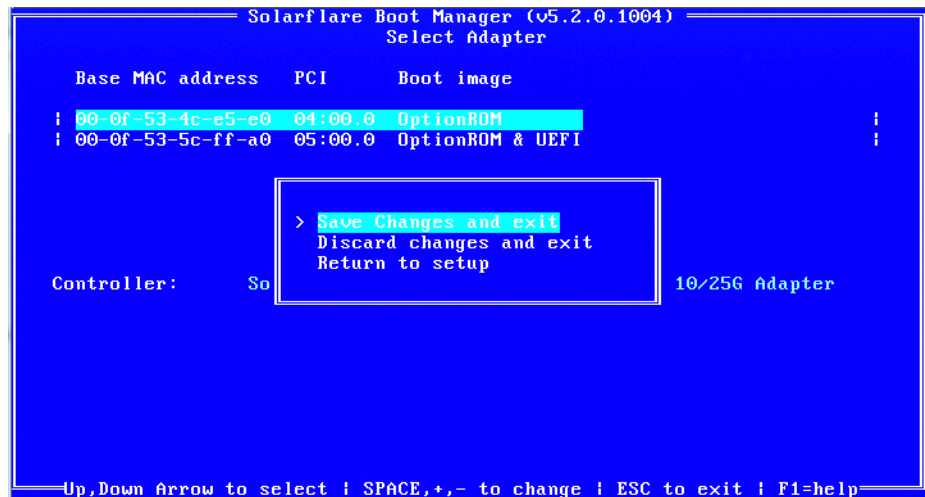 Solarflare Boot Manager (v5.2.0.1004)
Select Adapter
Base MAC address PCI Boot image
00-0f-53-4c-e5-e0 04:00.0 OptionROM
00-0f-53-5c-ff-a0 05:00.0 OptionROM & UEFI
> Save Changes and exit
Discard changes and exit
Return to setup
Controller: So 10/25G Adapter
Up,Down Arrow to select | SPACE,+,- to change | ESC to exit | F1=help